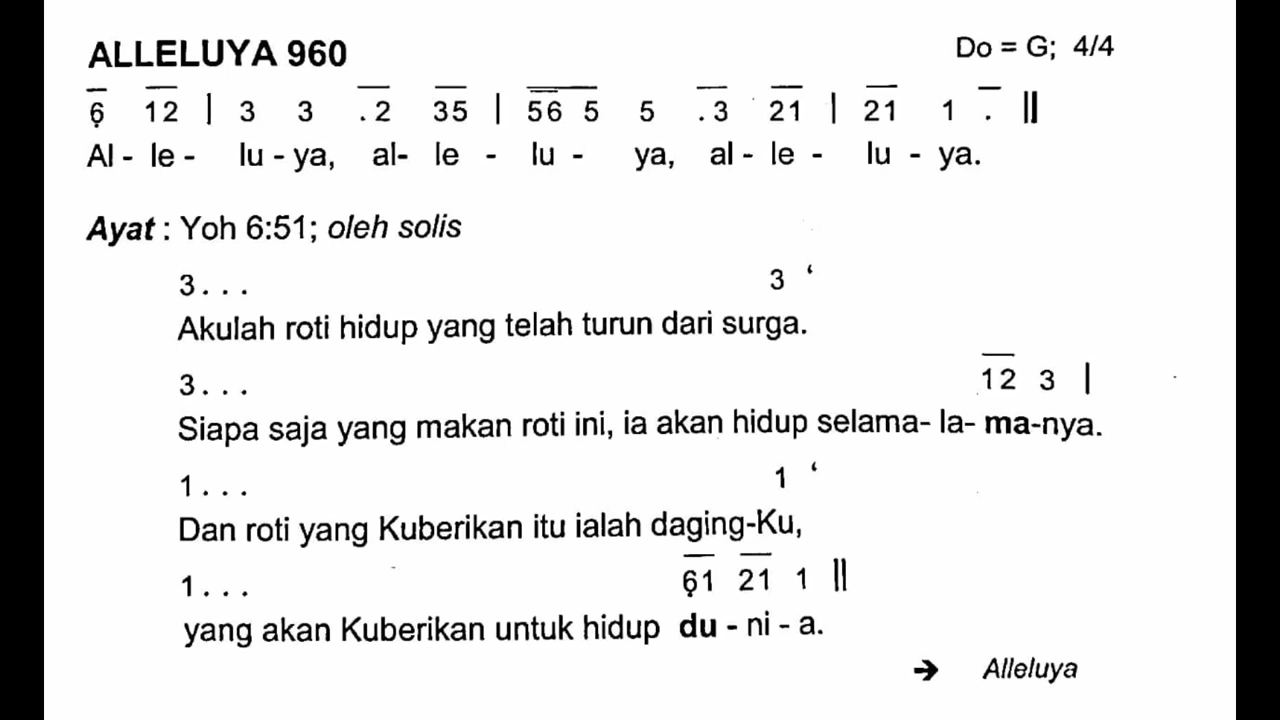 ALLELUYA 960 Do = G; 4/4
6̣ 12 | 3 3 .2 35 | 56 5 5 .3 21 | 21 1 . ||
Al - le - lu - ya, al- le - lu - ya, al - le - lu - ya.
Ayat : Yoh 6:51; oleh solis
3 . . . 3 ‘
Akulah roti hidup yang telah turun dari surga.
3 . . . 12 3 |
Siapa saja yang makan roti ini, ia akan hidup selama- la- ma-nya.
1 . . . 1 ‘
Dan roti yang Kuberikan itu ialah daging-Ku,
1 . . . 6̣1 21 1 ||
yang akan Kuberikan untuk hidup du - ni - a.
→ Alleluya